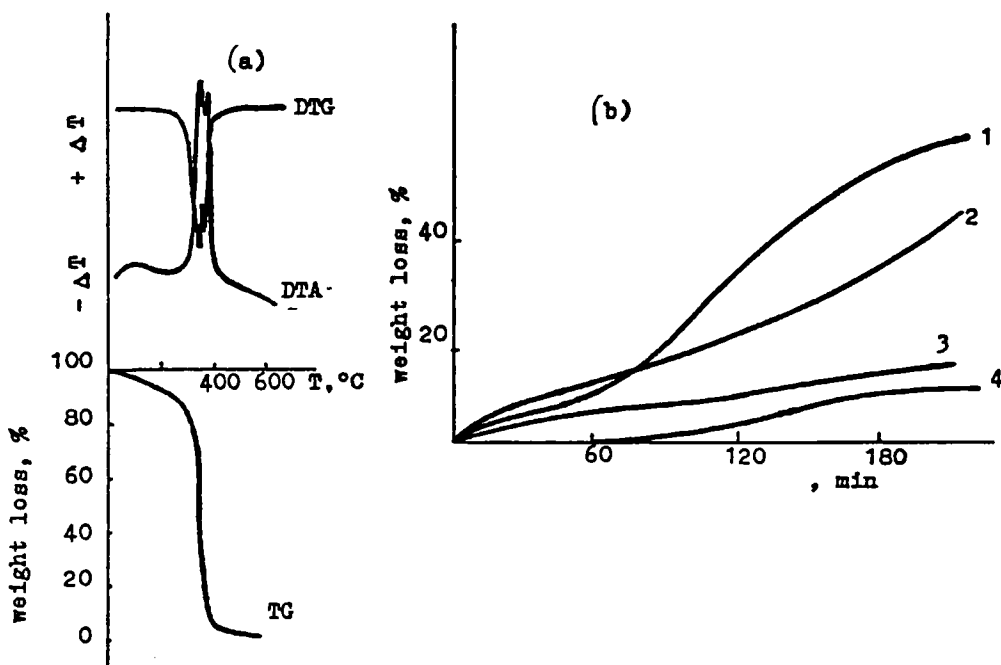 (a)
DTG
+ ΔT
- ΔT
DTA
100
80
60
40
20
0
400 600 T,°C
weight loss, %
TG
(b)
weight loss, %
40
20
1
2
3
4
60
120
180
, min